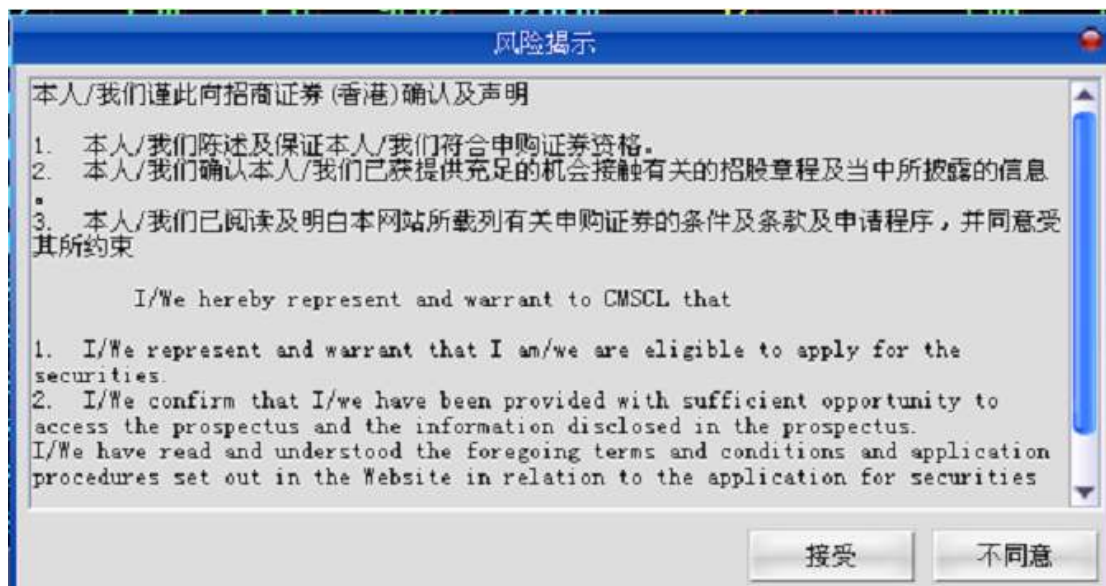 风险揭示
本人/我们谨此向招商证券(香港)确认及声明
1. 本人/我们陈述及保证本人/我们符合申购证券资格。
2. 本人/我们确认本人/我们已获提供充足的机会接触有关的招股章程及当中所披露的信息
。
3. 本人/我们已阅读及明白本网站所载列有关申购证券的条件及条款及申请程序，并同意受
其所约束
I/We hereby represent and warrant to CMSCL that
1. I/We represent and warrant that I am/we are eligible to apply for the
securities.
2. I/We confirm that I/we have been provided with sufficient opportunity to
access the prospectus and the information disclosed in the prospectus.
I/We have read and understood the foregoing terms and conditions and application
procedures set out in the Website in relation to the application for securities
接受
不同意